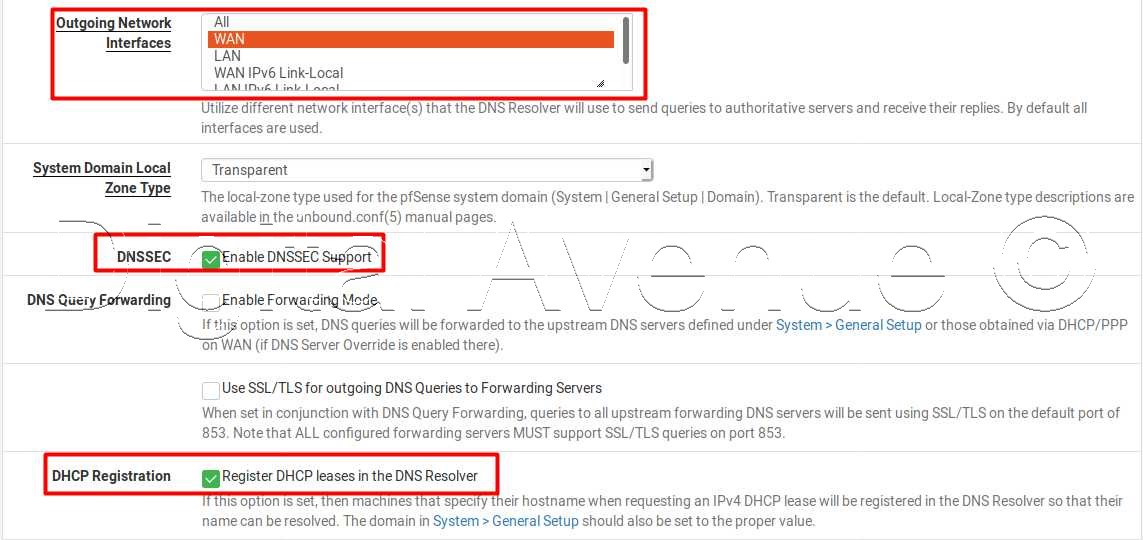 Outgoing Network
Interfaces
All
WAN
LAN
WAN IPv6 Link-Local
LAN IPv6 Link-Local
Utilize different network interface(s) that the DNS Resolver will use to send queries to authoritative servers and receive their replies. By default all
interfaces are used.
System Domain Local
Zone Type
Transparent
The local-zone type used for the pfSense system domain (System | General Setup | Domain). Transparent is the default. Local-Zone type descriptions are
available in the unbound.conf(5) manual pages.
Digital Avenue ©
DNSSEC
Enable DNSSEC Support
DNS Query Forwarding
Enable Forwarding Mode
If this option is set, DNS queries will be forwarded to the upstream DNS servers defined under System > General Setup or those obtained via DHCP/PPP
on WAN (if DNS Server Override is enabled there).
Use SSL/TLS for outgoing DNS Queries to Forwarding Servers
When set in conjunction with DNS Query Forwarding, queries to all upstream forwarding DNS servers will be sent using SSL/TLS on the default port of
853. Note that ALL configured forwarding servers MUST support SSL/TLS queries on port 853.
DHCP Registration
Register DHCP leases in the DNS Resolver
If this option is set, then machines that specify their hostname when requesting an IPv4 DHCP lease will be registered in the DNS Resolver so that their
name can be resolved. The domain in System > General Setup should also be set to the proper value.